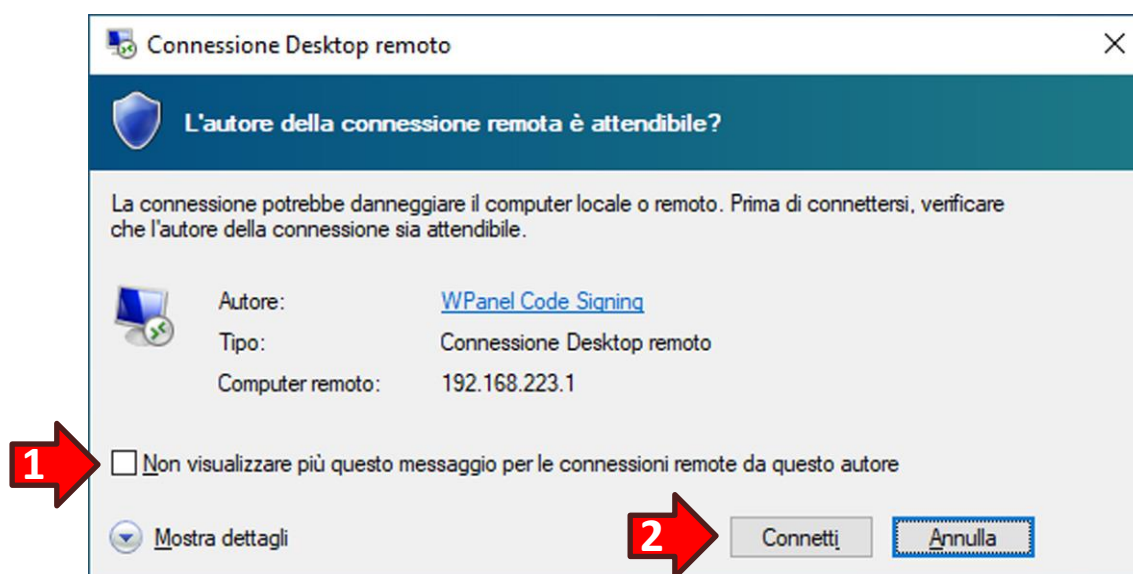 Connessione Desktop remoto
L'autore della connessione remota è attendibile?
La connessione potrebbe danneggiare il computer locale o remoto. Prima di connettersi, verificare
che l'autore della connessione sia attendibile.
Autore: WPanel Code Signing
Tipo: Connessione Desktop remoto
Computer remoto: 192.168.223.1
1 Non visualizzare più questo messaggio per le connessioni remote da questo autore
Mostra dettagli 2 Connetti Annulla